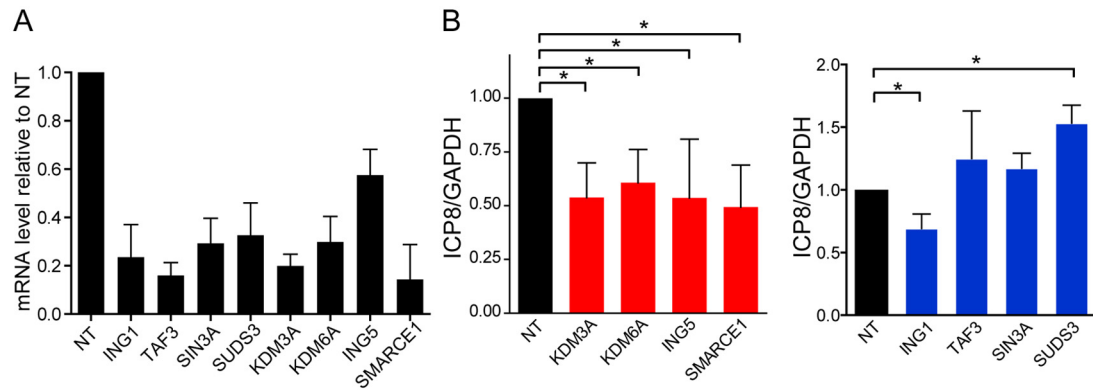 A
mRNA level relative to NT
1.0
0.8
0.6
0.4
0.2
0.0
NT
ING1
TAF3
SIN3A
SUDS3
KDM3A
KDM6A
ING5
SMARCE1
B
ICP8/GAPDH
1.00
0.75
0.50
0.25
0.00
*
*
*
*
NT
KDM3A
KDM6A
ING5
SMARCE1
ICP8/GAPDH
2.0
1.5
1.0
0.5
0.0
*
*
NT
ING1
TAF3
SIN3A
SUDS3